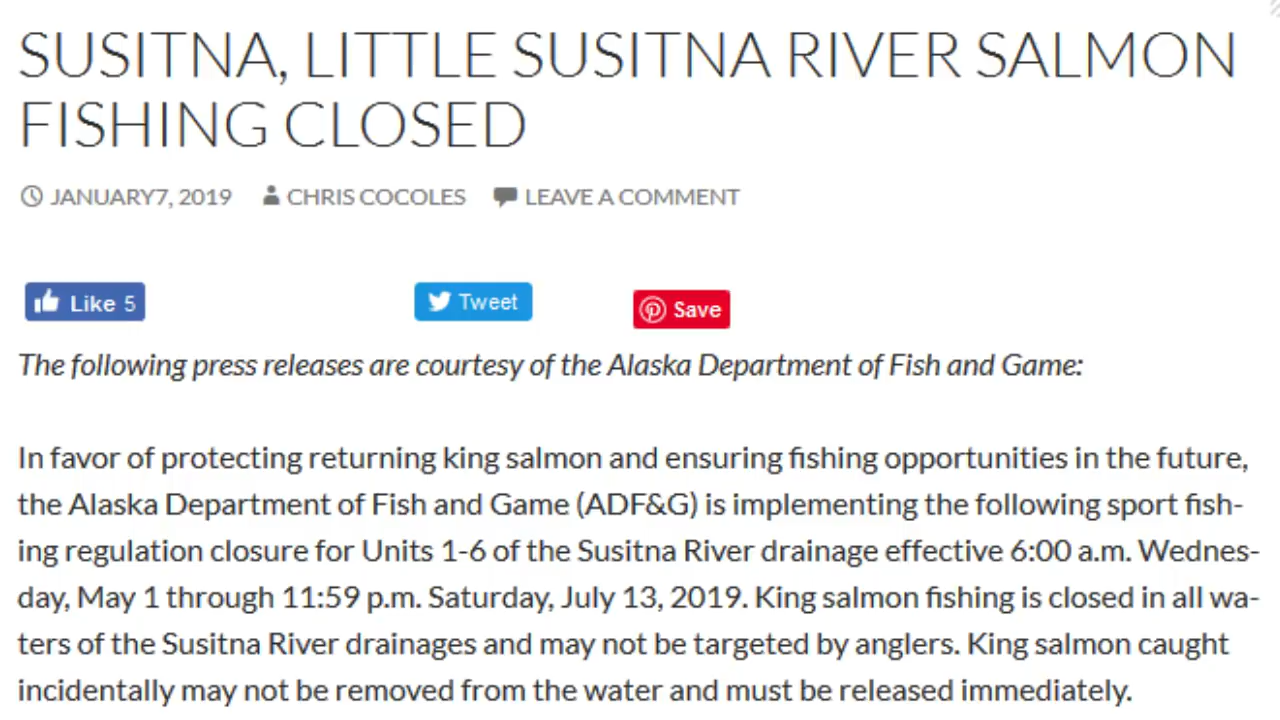 SUSITNA, LITTLE SUSITNA RIVER SALMON
FISHING CLOSED
JANUARY7, 2019 CHRIS COCOLES LEAVE A COMMENT
Like 5 Tweet Save
The following press releases are courtesy of the Alaska Department of Fish and Game:
In favor of protecting returning king salmon and ensuring fishing opportunities in the future,
the Alaska Department of Fish and Game (ADF&G) is implementing the following sport fish-
ing regulation closure for Units 1-6 of the Susitna River drainage effective 6:00 a.m. Wednes-
day, May 1 through 11:59 p.m. Saturday, July 13, 2019. King salmon fishing is closed in all wa-
ters of the Susitna River drainages and may not be targeted by anglers. King salmon caught
incidentally may not be removed from the water and must be released immediately.